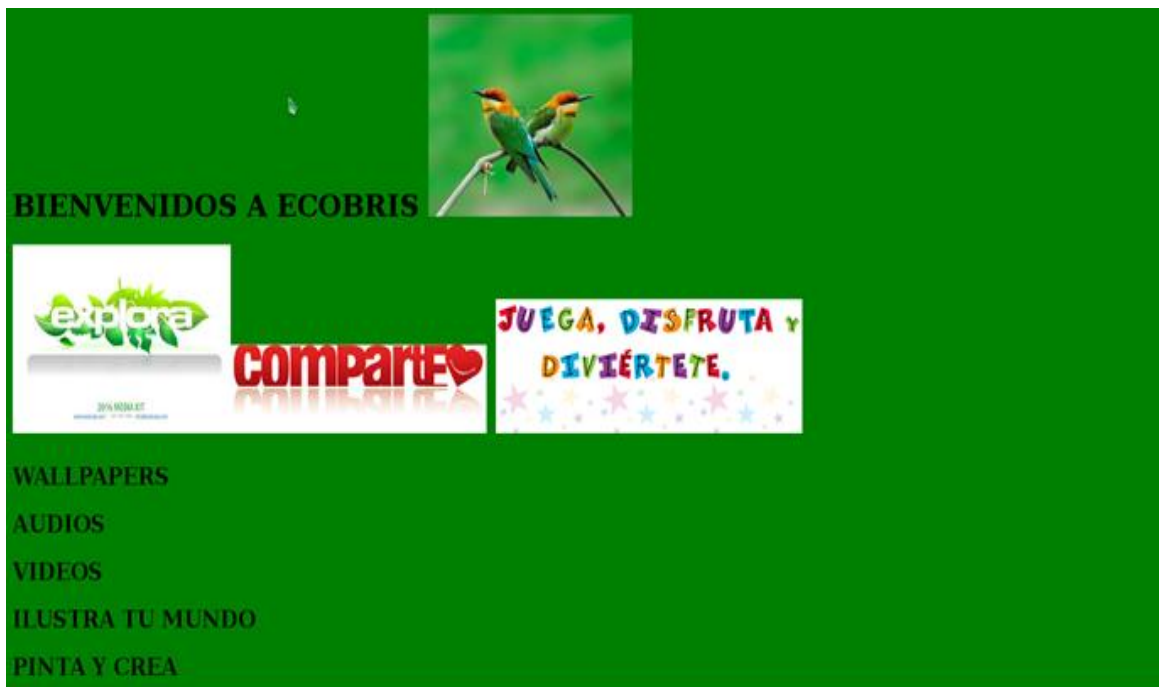 BIENVENIDOS A ECOBRIS
explora
comparte
JUEGA, DISFRUTA Y
DIVIÉRTETE.
WALLPAPERS
AUDIOS
VIDEOS
ILUSTRA TU MUNDO
PINTA Y CREA